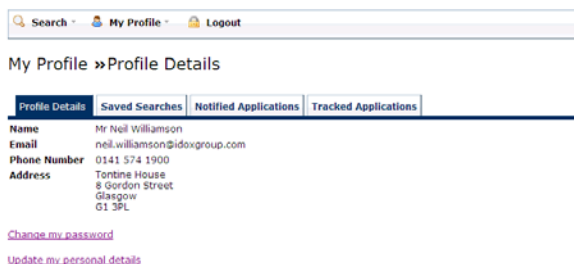 Search My Profile Logout
My Profile »Profile Details
Profile Details Saved Searches Notified Applications Tracked Applications
Name Mr Neil Williamson
Email neil.williamson@idoxgroup.com
Phone Number 0141 574 1900
Address Tontine House
8 Gordon Street
Glasgow
G1 3PL
Change my password
Update my personal details